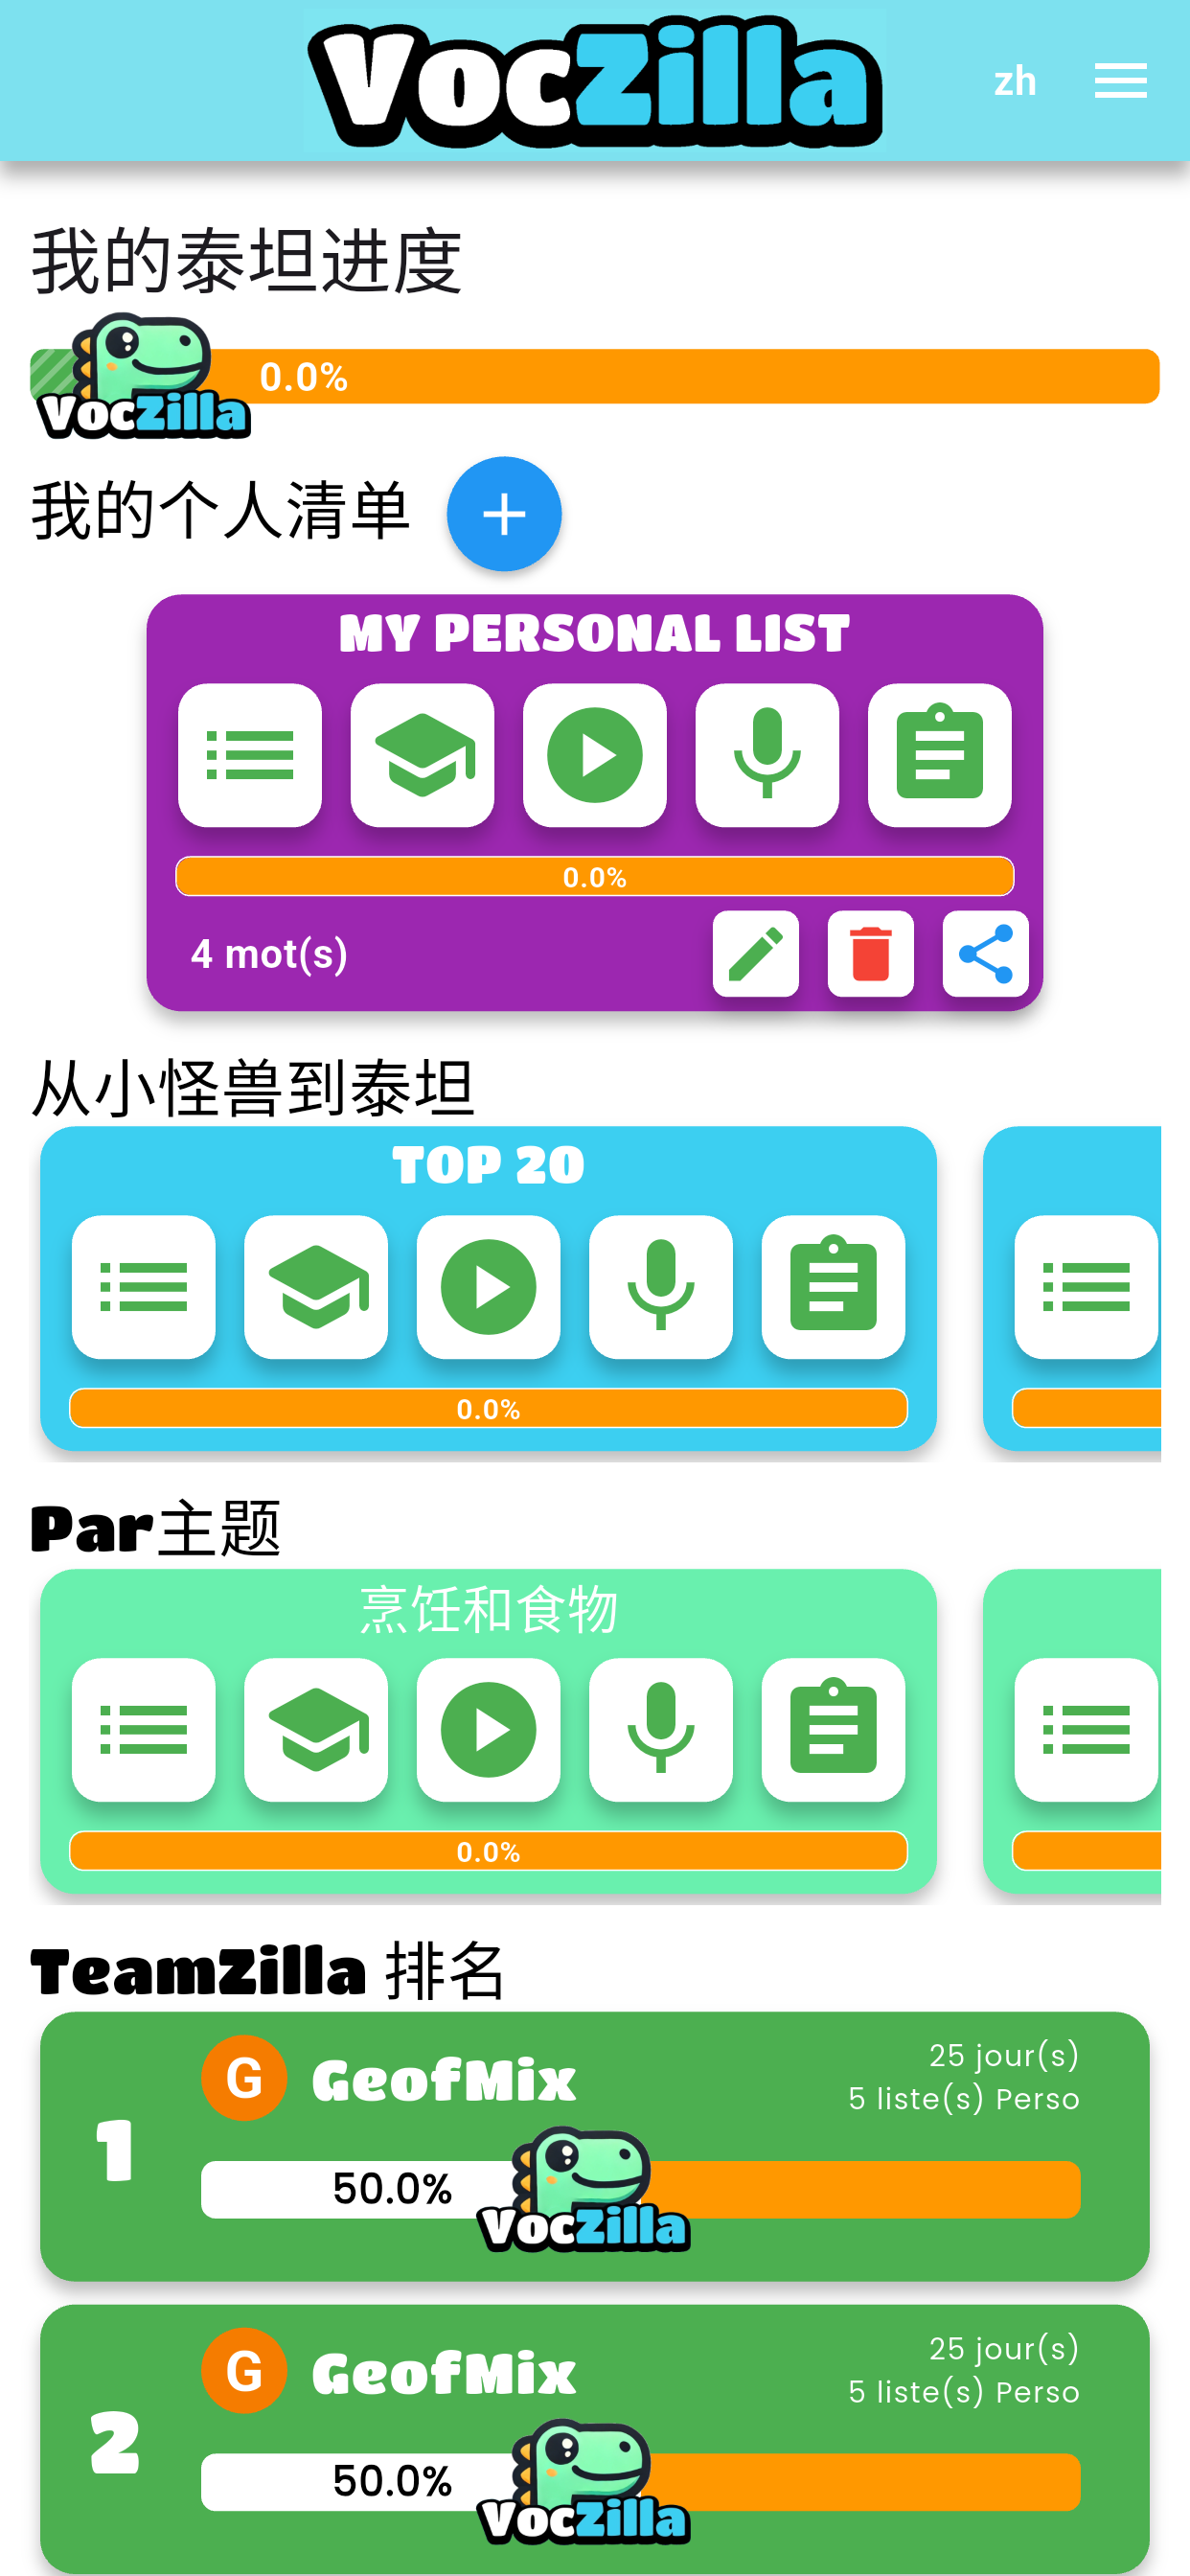 VocZilla
zh
我的泰坦进度
0.0%
VocZilla
我的个人清单
MY PERSONAL LIST
0.0%
4 mot(s)
从小怪兽到泰坦
TOP 20
0.0%
Par主题
烹饪和食物
0.0%
TeamZilla 排名
1
G GeofMix
25 jour(s)
5 liste(s) Perso
50.0%
VocZilla
2
G GeofMix
25 jour(s)
5 liste(s) Perso
50.0%
VocZilla